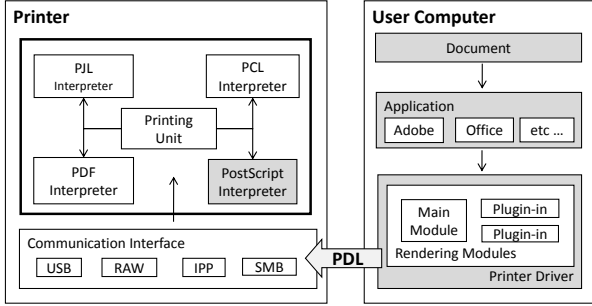 Printer
PJL
Interpreter
PCL
Interpreter
Printing
Unit
PDF
Interpreter
PostScript
Interpreter
Communication Interface
USB
RAW
IPP
SMB
PDL
User Computer
Document
Application
Adobe
Office
etc ...
Main
Module
Plugin-in
Plugin-in
Rendering Modules
Printer Driver